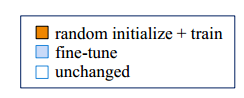 random initialize + train
fine-tune
unchanged